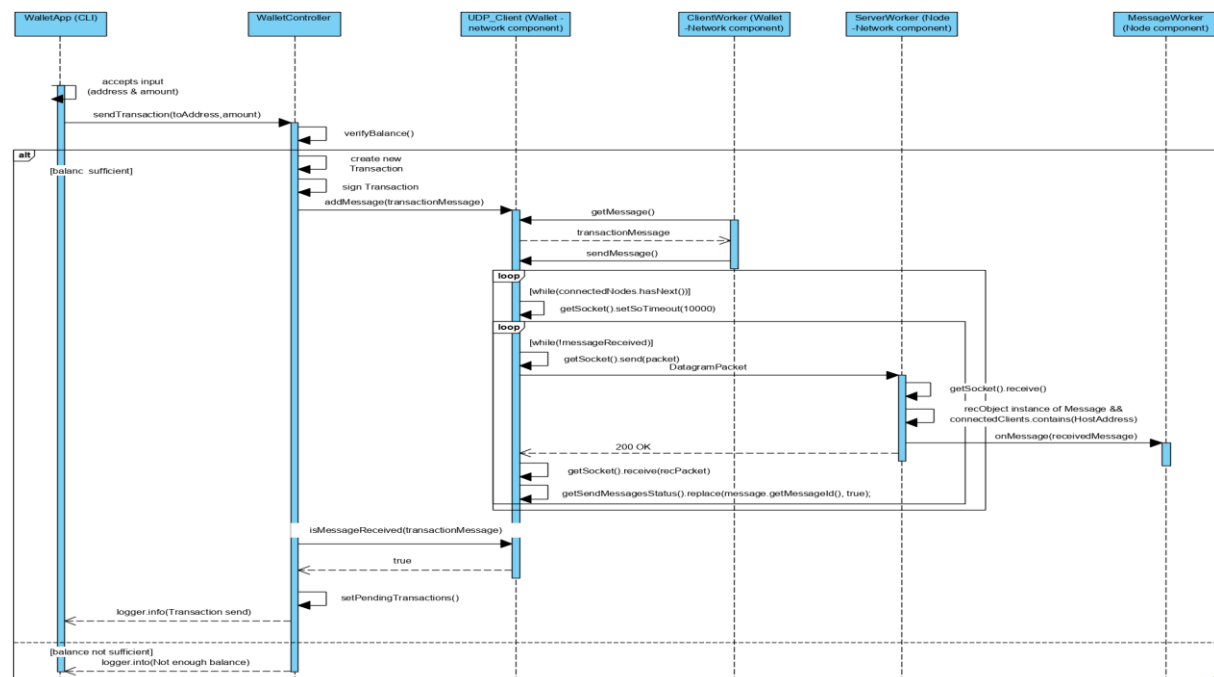 WalletApp (CLI)
WalletController
UDP_Client (Wallet -
network component)
ClientWorker (Wallet
-Network component)
ServerWorker (Node
-Network component)
MessageWorker
(Node component)
accepts input
(address & amount)
sendTransaction(toAddress,amount)
verifyBalance()
alt
[balanc sufficient]
create new
Transaction
sign Transaction
addMessage(transactionMessage)
getMessage()
transactionMessage
sendMessage()
loop
[while(connectedNodes.hasNext())]
getSocket().setSoTimeout(10000)
loop
[while(!messageReceived)]
getSocket().send(packet)
DatagramPacket
getSocket().receive()
recObject instance of Message &&
connectedClients.contains(HostAddress)
onMessage(receivedMessage)
200 OK
getSocket().receive(recPacket)
getSendMessagesStatus().replace(message.getMessageId(), true);
isMessageReceived(transactionMessage)
true
setPendingTransactions()
logger.info(Transaction send)
[balance not sufficient]
logger.info(Not enough balance)